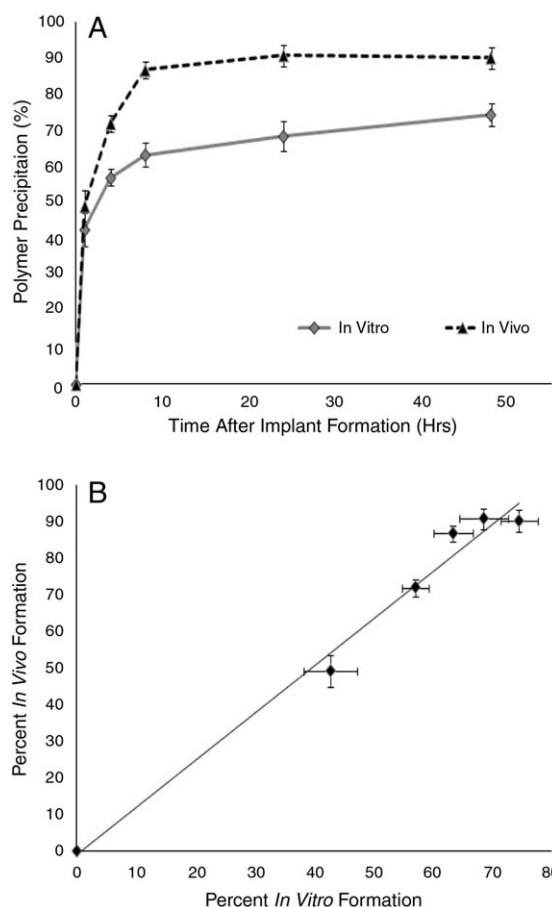 A
100
90
80
70
60
50
40
30
20
10
0
Polymer Precipitaion (%)
In Vitro In Vivo
0 10 20 30 40 50
Time After Implant Formation (Hrs)
B
100
90
80
70
60
50
40
30
20
10
0
Percent In Vivo Formation
0 10 20 30 40 50 60 70 80
Percent In Vitro Formation